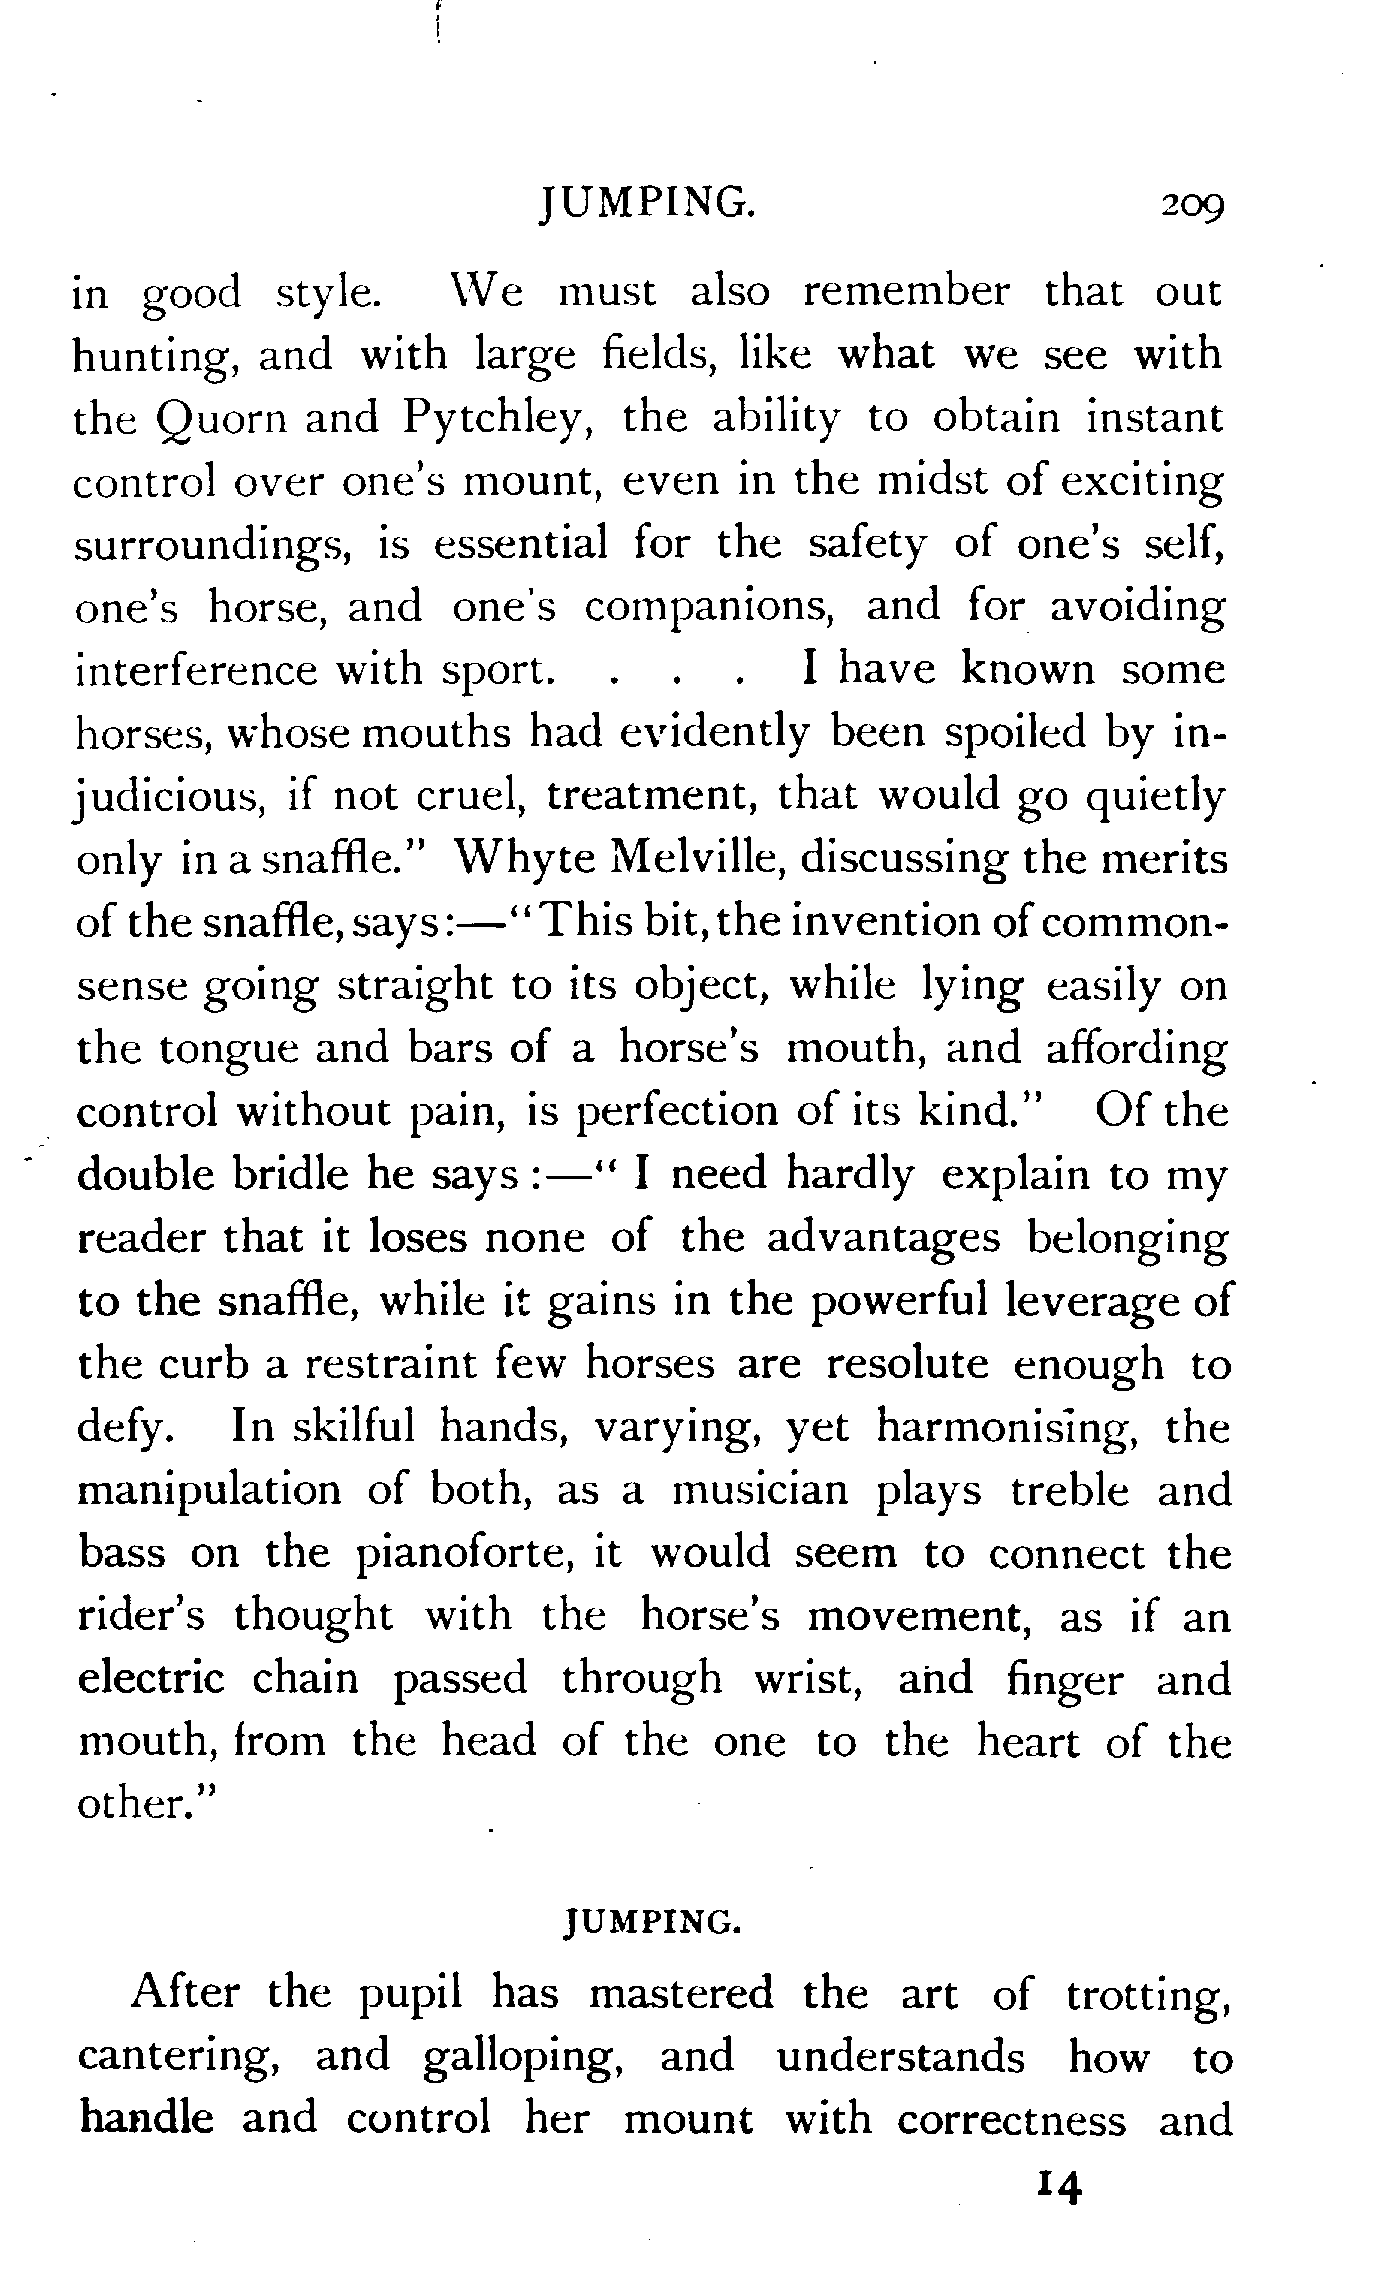 JUMPING. 209
in good style. We must also remember that out
hunting, and with large fields, like what we see with
the Quorn and Pytchley, the ability to obtain instant
control over one's mount, even in the midst of exciting
surroundings, is essential for the safety of one's self,
one's horse, and one's companions, and for avoiding
interference with sport. . . . I have known some
horses, whose mouths had evidently been spoiled by in-
judicious, if not cruel, treatment, that would go quietly
only in a snaffle." Whyte Melville, discussing the merits
of the snaffle, says:—"This bit, the invention of common-
sense going straight to its object, while lying easily on
the tongue and bars of a horse's mouth, and affording
control without pain, is perfection of its kind." Of the
double bridle he says :—" I need hardly explain to my
reader that it loses none of the advantages belonging
to the snaffle, while it gains in the powerful leverage of
the curb a restraint few horses are resolute enough to
defy. In skilful hands, varying, yet harmonising, the
manipulation of both, as a musician plays treble and
bass on the pianoforte, it would seem to connect the
rider's thought with the horse's movement, as if an
electric chain passed through wrist, and finger and
mouth, from the head of the one to the heart of the
other."
JUMPING.
After the pupil has mastered the art of trotting,
cantering, and galloping, and understands how to
handle and control her mount with correctness and
14